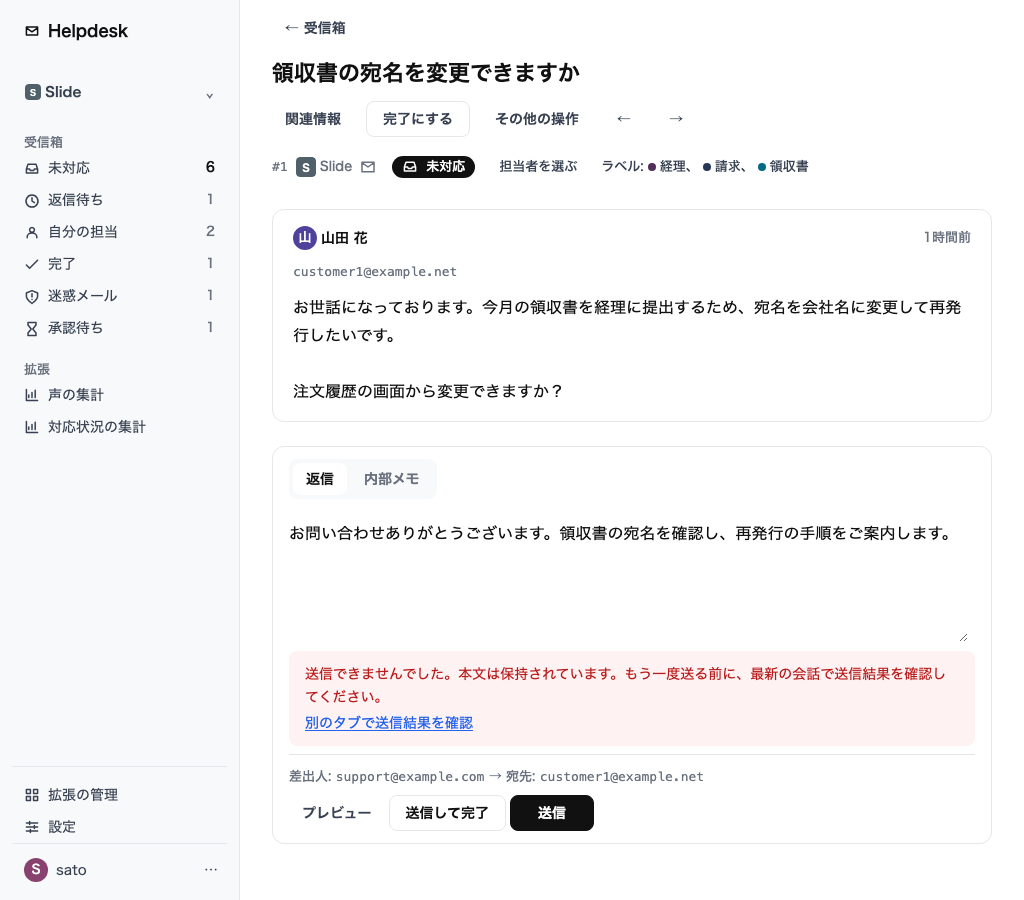 Helpdesk
S Slide
受信箱
未対応 6
返信待ち 1
自分の担当 2
完了 1
迷惑メール 1
承認待ち 1
拡張
声の集計
対応状況の集計
拡張の管理
設定
S sato ...
← 受信箱
領収書の宛名を変更できますか
関連情報 完了にする その他の操作 ← →
#1 S Slide 未対応 担当者を選ぶ ラベル: 経理、 請求、 領収書
山 山田 花 1時間前
customer1@example.net
お世話になっております。今月の領収書を経理に提出するため、宛名を会社名に変更して再発
行したいです。
注文履歴の画面から変更できますか？
返信 内部メモ
お問い合わせありがとうございます。領収書の宛名を確認し、再発行の手順をご案内します。
送信できませんでした。本文は保持されています。もう一度送る前に、最新の会話で送信結果を確認し
てください。
別のタブで送信結果を確認
差出人: support@example.com → 宛先: customer1@example.net
プレビュー 送信して完了 送信